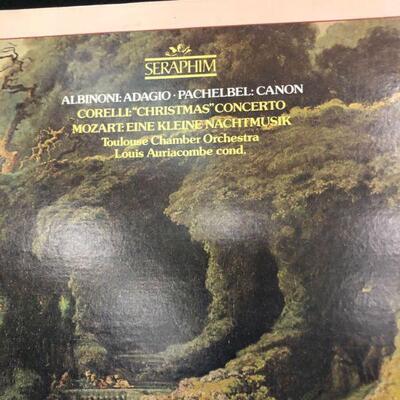 SERAPHIM
ALBINONI: ADAGIO · PACHELBEL: CANON
CORELLI: "CHRISTMAS" CONCERTO
MOZART: EINE KLEINE NACHTMUSIK
Toulouse Chamber Orchestra
Louis Auriacombe cond.